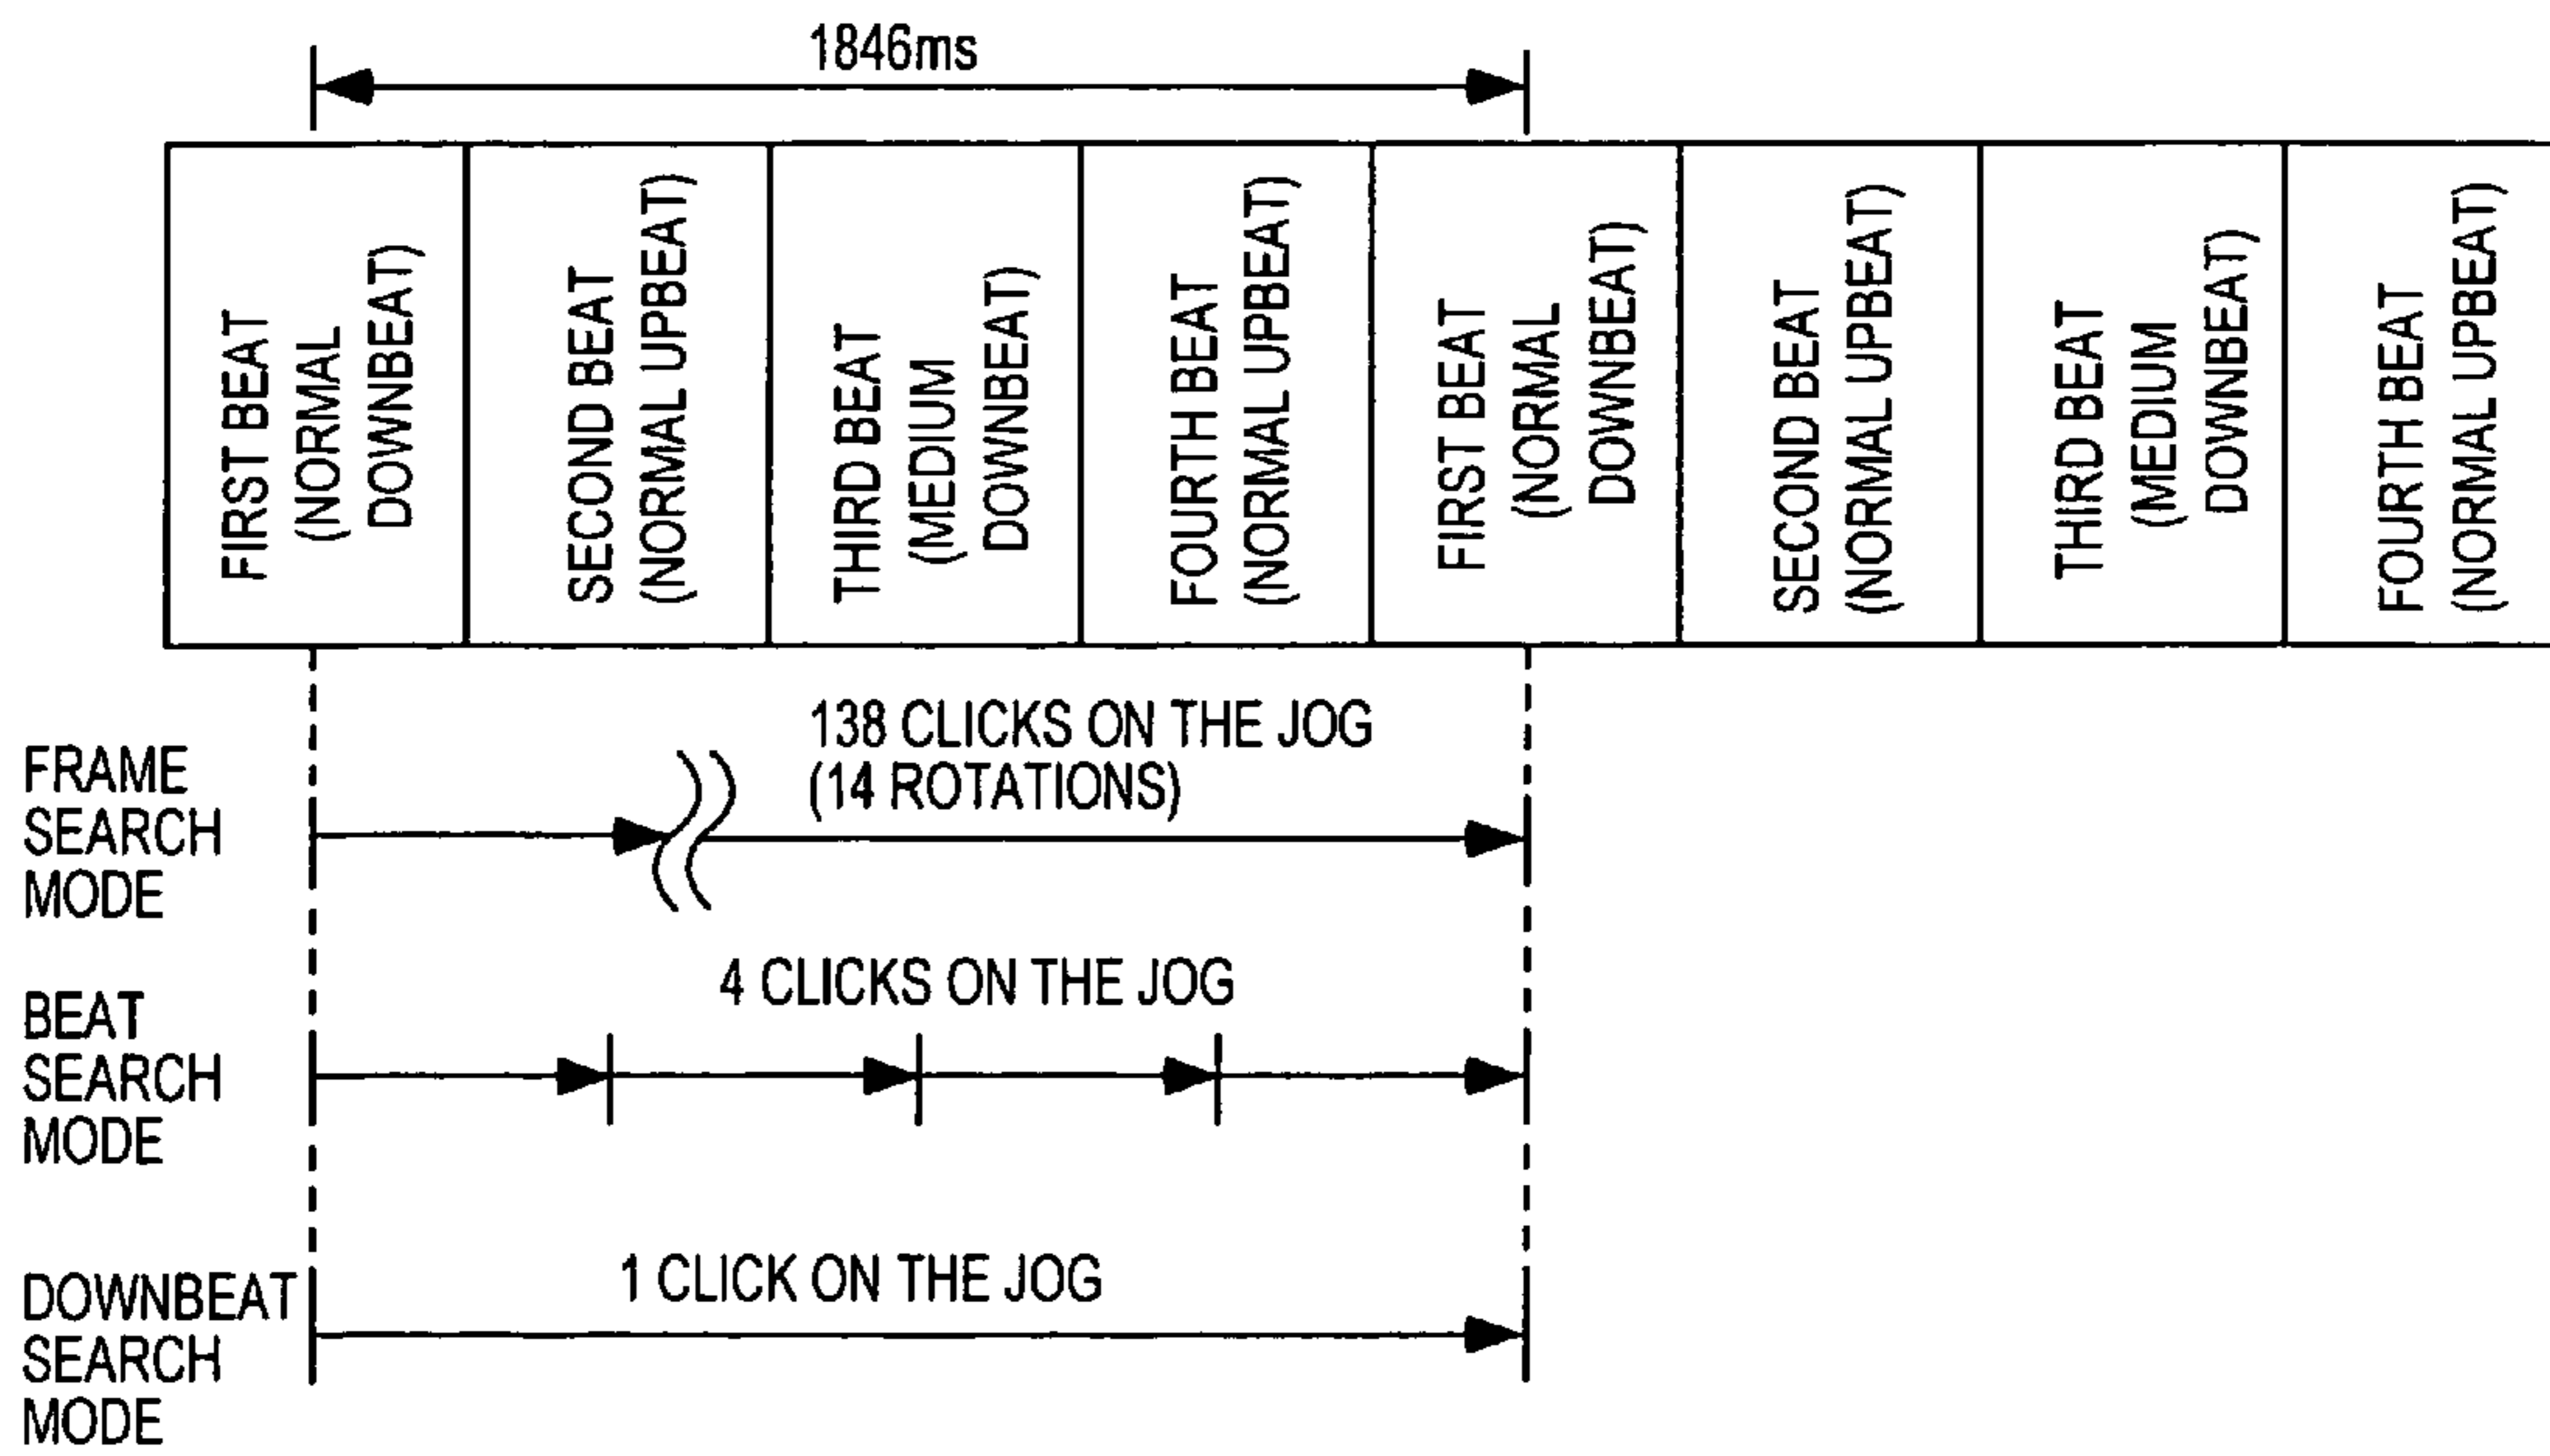 1846ms
FIRST BEAT
(NORMAL
DOWNBEAT)
SECOND BEAT
(NORMAL UPBEAT)
THIRD BEAT
(MEDIUM
DOWNBEAT)
FOURTH BEAT
(NORMAL UPBEAT)
FIRST BEAT
(NORMAL
DOWNBEAT)
SECOND BEAT
(NORMAL UPBEAT)
THIRD BEAT
(MEDIUM
DOWNBEAT)
FOURTH BEAT
(NORMAL UPBEAT)
FRAME
SEARCH
MODE
138 CLICKS ON THE JOG
(14 ROTATIONS)
BEAT
SEARCH
MODE
4 CLICKS ON THE JOG
DOWNBEAT
SEARCH
MODE
1 CLICK ON THE JOG